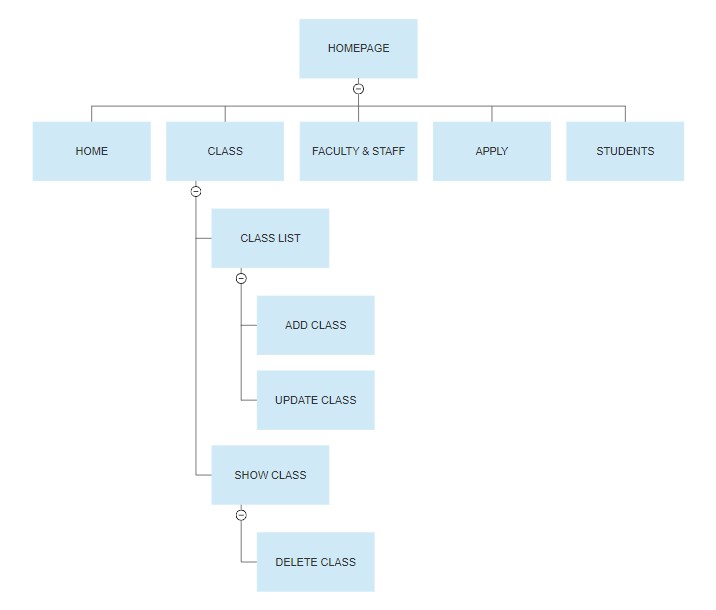 HOMEPAGE
HOME
CLASS
FACULTY & STAFF
APPLY
STUDENTS
CLASS LIST
ADD CLASS
UPDATE CLASS
SHOW CLASS
DELETE CLASS